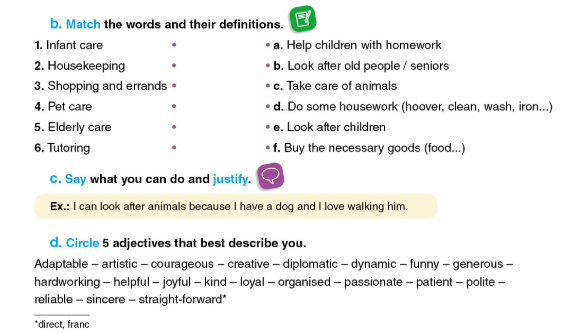 b. Match the words and their definitions.
1. Infant care • • a. Help children with homework
2. Housekeeping • • b. Look after old people / seniors
3. Shopping and errands • • c. Take care of animals
4. Pet care • • d. Do some housework (hoover, clean, wash, iron...)
5. Elderly care • • e. Look after children
6. Tutoring • • f. Buy the necessary goods (food...)
c. Say what you can do and justify.
Ex.: I can look after animals because I have a dog and I love walking him.
d. Circle 5 adjectives that best describe you.
Adaptable – artistic – courageous – creative – diplomatic – dynamic – funny – generous –
hardworking – helpful – joyful – kind – loyal – organised – passionate – patient – polite –
reliable – sincere – straight-forward*
*direct, franc